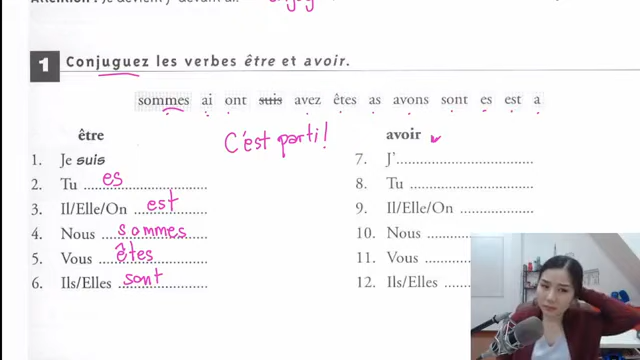 Attention : Je deviens j' devant ai.
1 Conjuguez les verbes être et avoir.
sommes ai ont suis avez êtes as avons sont es est a
C'est parti!
être
1. Je suis
2. Tu es
3. Il/Elle/On est
4. Nous sommes
5. Vous êtes
6. Ils/Elles sont
avoir
7. J'....................
8. Tu ....................
9. Il/Elle/On ....................
10. Nous ..........
11. Vous ..........
12. Ils/Elles ......